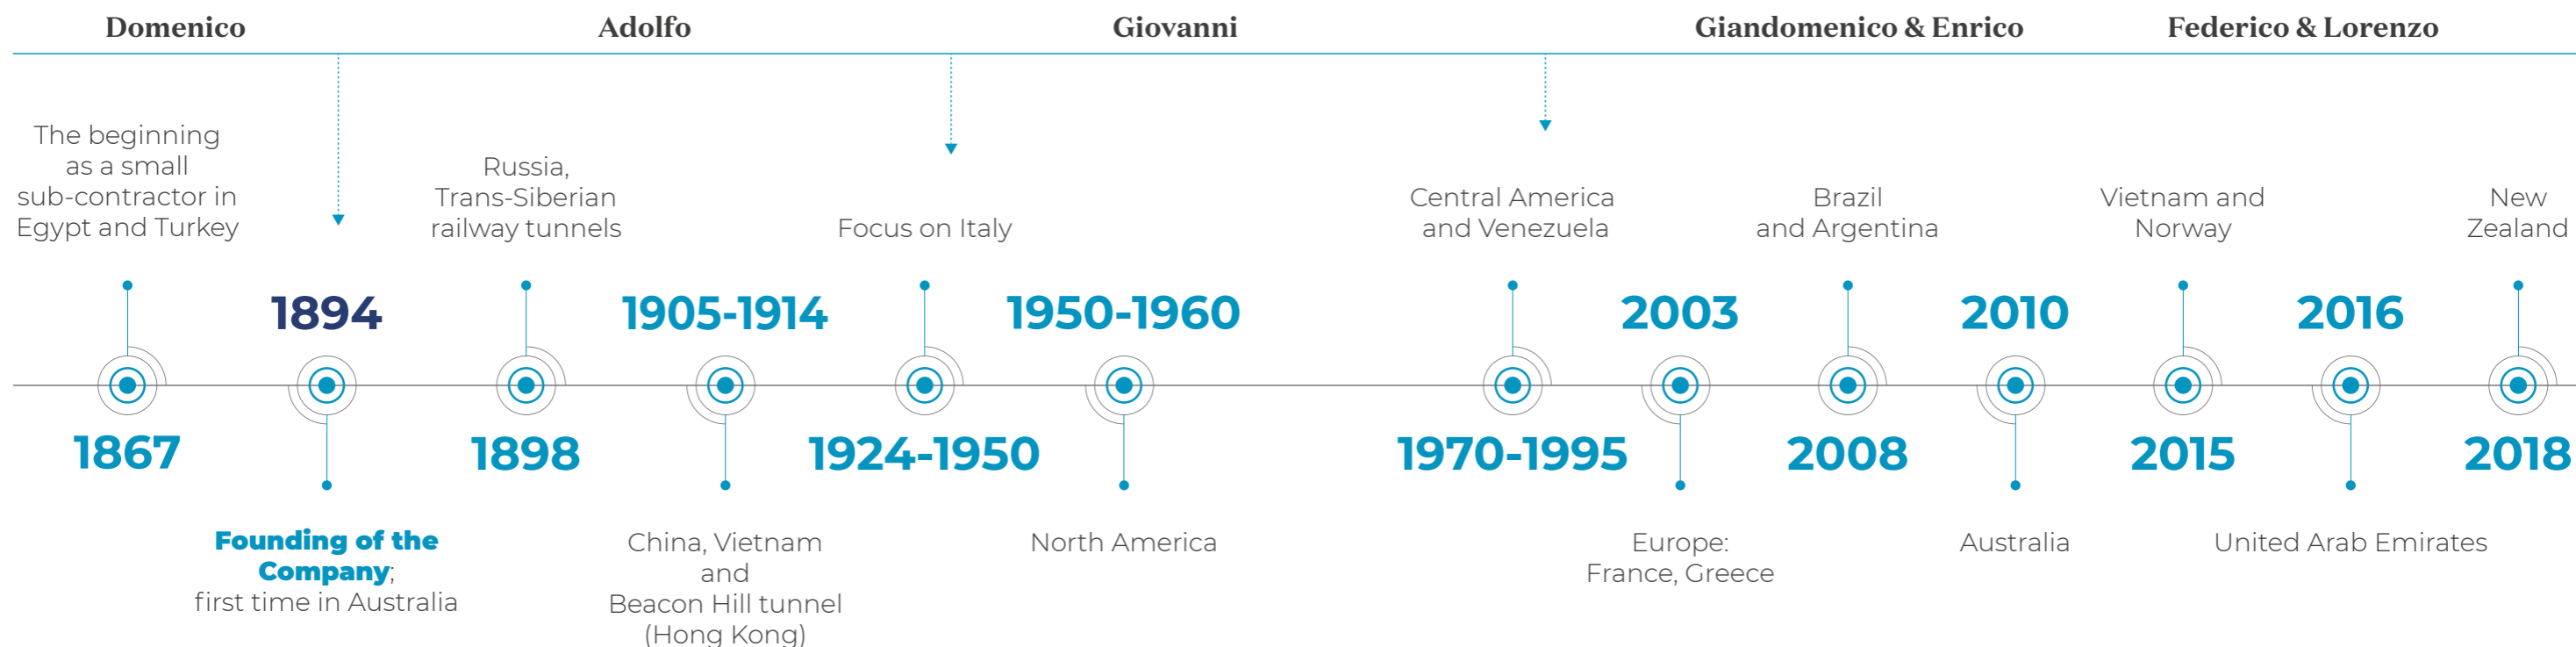 Domenico
Adolfo
Giovanni
Giandomenico & Enrico
Federico & Lorenzo
The beginning
as a small
sub-contractor in
Egypt and Turkey
1867
1894
Founding of the
Company;
first time in Australia
Russia,
Trans-Siberian
railway tunnels
1898
1905-1914
China, Vietnam
and
Beacon Hill tunnel
(Hong Kong)
Focus on Italy
1924-1950
1950-1960
North America
Central America
and Venezuela
1970-1995
2003
Europe:
France, Greece
Brazil
and Argentina
2008
2010
Australia
Vietnam and
Norway
2015
2016
United Arab Emirates
New
Zealand
2018